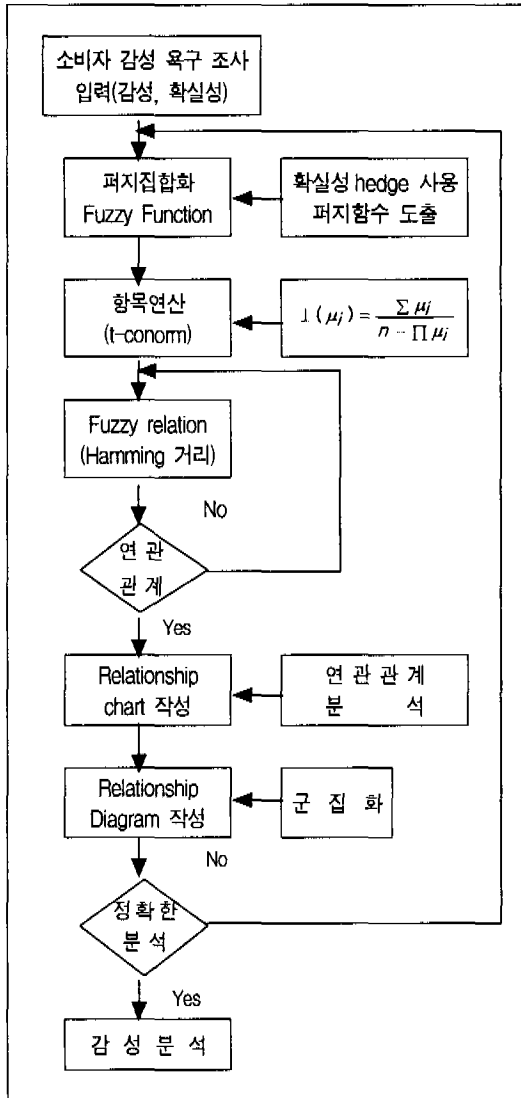 소비자 감성 욕구 조사
입력(감성, 확실성)
퍼지집합화
Fuzzy Function
확실성 hedge 사용
퍼지함수 도출
항목연산
(t-conorm)
⊥(μi) = Σ μi / n - Π μi
Fuzzy relation
(Hamming 거리)
No
연 관
관 계
Yes
Relationship
chart 작성
연 관 관 계
분 석
Relationship
Diagram 작성
군 집 화
No
정 확 한
분 석
Yes
감 성 분 석